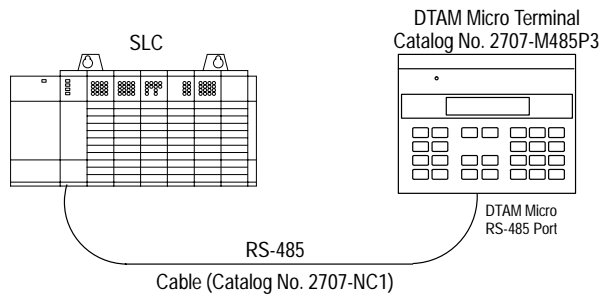 DTAM Micro Terminal
Catalog No. 2707-M485P3
SLC
DTAM Micro
RS-485 Port
RS-485
Cable (Catalog No. 2707-NC1)